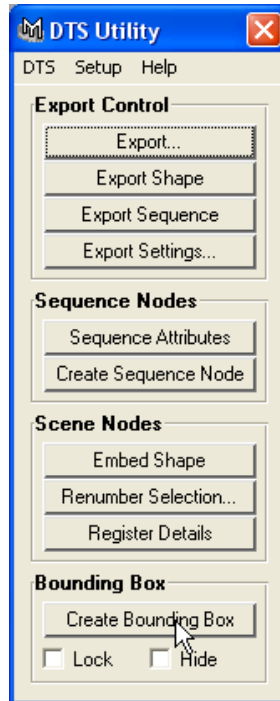 DTS Utility
DTS Setup Help
Export Control
Export...
Export Shape
Export Sequence
Export Settings...
Sequence Nodes
Sequence Attributes
Create Sequence Node
Scene Nodes
Embed Shape
Renumber Selection...
Register Details
Bounding Box
Create Bounding Box
Lock Hide